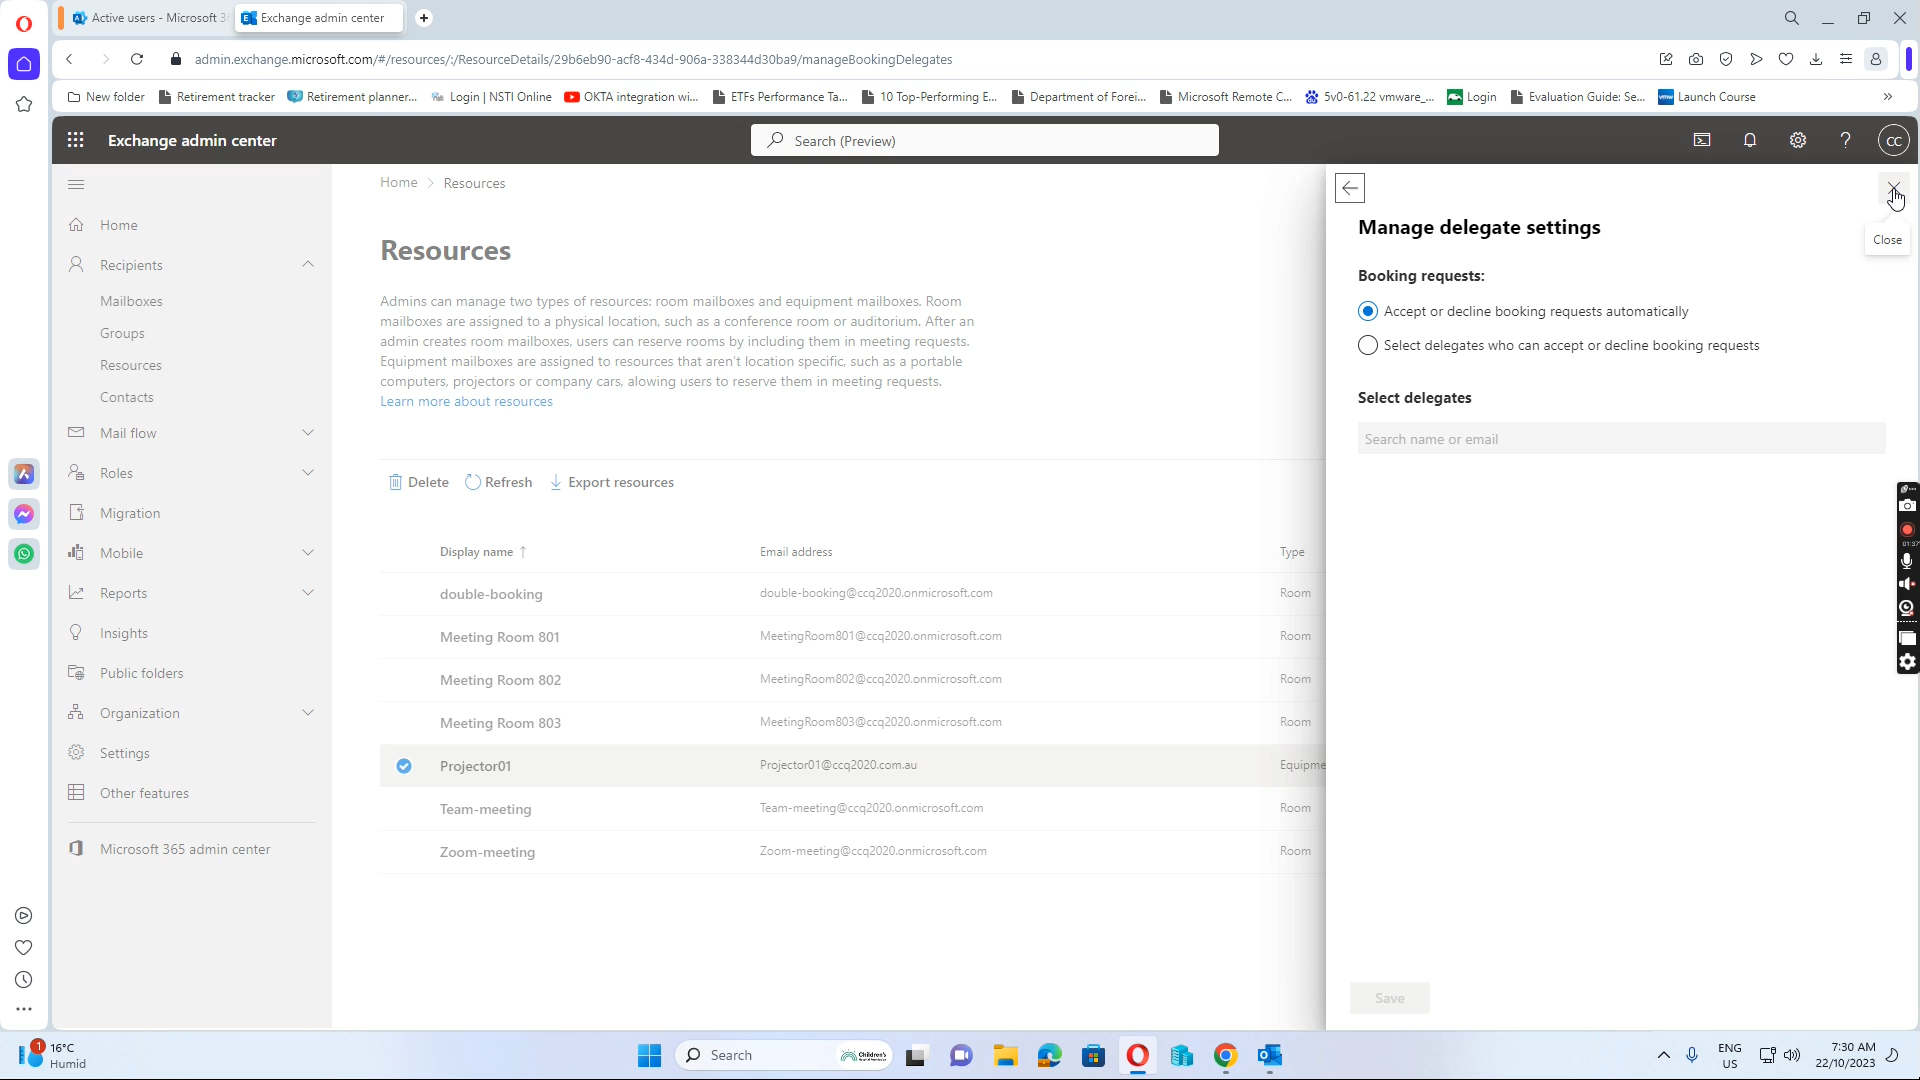 Active users - Microsoft 3
Exchange admin center
admin.exchange.microsoft.com/#/resources/:/ResourceDetails/29b6eb90-acf8-434d-906a-338344d30ba9/manageBookingDelegates
New folder
Retirement tracker
Retirement planner...
Login | NSTI Online
OKTA integration wi...
ETFs Performance Ta...
10 Top-Performing E...
Department of Forei...
Microsoft Remote C...
5v0-61.22 vmware_...
Login
Evaluation Guide: Se...
Launch Course
Exchange admin center
Search (Preview)
CC
Home
Recipients
Mailboxes
Groups
Resources
Contacts
Mail flow
Roles
Migration
Mobile
Reports
Insights
Public folders
Organization
Settings
Other features
Microsoft 365 admin center
Home > Resources
Resources
Admins can manage two types of resources: room mailboxes and equipment mailboxes. Room
mailboxes are assigned to a physical location, such as a conference room or auditorium. After an
admin creates room mailboxes, users can reserve rooms by including them in meeting requests.
Equipment mailboxes are assigned to resources that aren't location specific, such as a portable
computers, projectors or company cars, alowing users to reserve them in meeting requests.
Learn more about resources
Delete
Refresh
Export resources
Display name ↑ Email address Type
double-booking double-booking@ccq2020.onmicrosoft.com Room
Meeting Room 801 MeetingRoom801@ccq2020.onmicrosoft.com Room
Meeting Room 802 MeetingRoom802@ccq2020.onmicrosoft.com Room
Meeting Room 803 MeetingRoom803@ccq2020.onmicrosoft.com Room
Projector01 Projector01@ccq2020.com.au Equipme
Team-meeting Team-meeting@ccq2020.onmicrosoft.com Room
Zoom-meeting Zoom-meeting@ccq2020.onmicrosoft.com Room
Close
Manage delegate settings
Booking requests:
Accept or decline booking requests automatically
Select delegates who can accept or decline booking requests
Select delegates
Search name or email
Save
01:37
1
16°C
Humid
Search
Children's
ENG
US
7:30 AM
22/10/2023